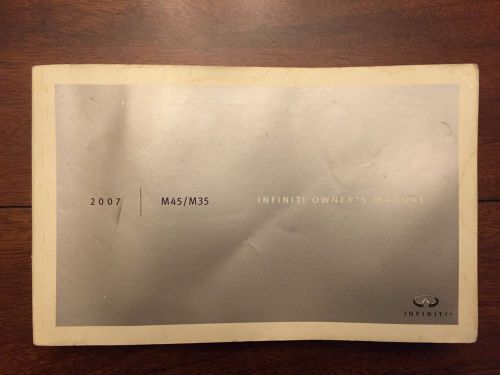 2007 M45/M35 INFINITI OWNER'S MANUAL
INFINITI®